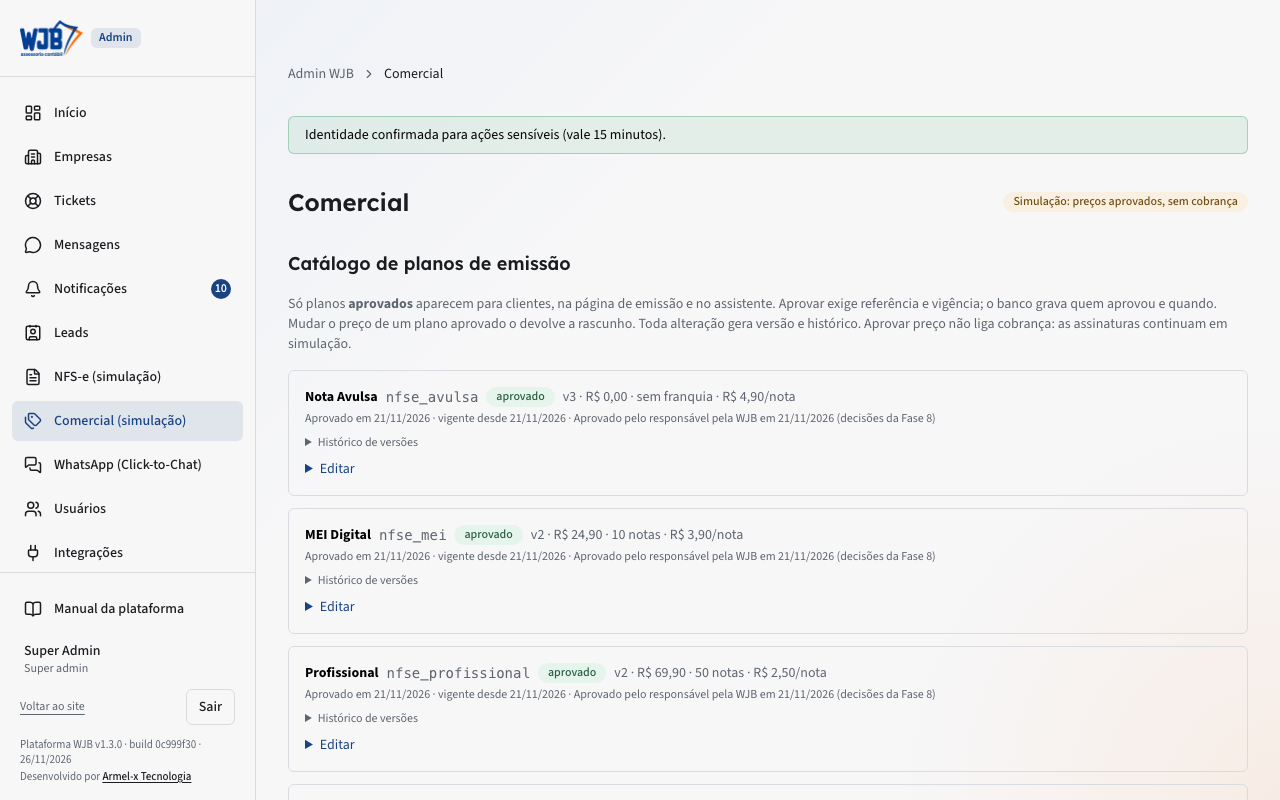 WJB
assessoria contábil
Admin
Início
Empresas
Tickets
Mensagens
Notificações
10
Leads
NFS-e (simulação)
Comercial (simulação)
WhatsApp (Click-to-Chat)
Usuários
Integrações
Manual da plataforma
Super Admin
Super admin
Voltar ao site
Sair
Plataforma WJB v1.3.0 · build 0c999f30 ·
26/11/2026
Desenvolvido por Armel-x Tecnologia
Admin WJB
Comercial
Identidade confirmada para ações sensíveis (vale 15 minutos).
Comercial
Simulação: preços aprovados, sem cobrança
Catálogo de planos de emissão
Só planos aprovados aparecem para clientes, na página de emissão e no assistente. Aprovar exige referência e vigência; o banco grava quem aprovou e quando.
Mudar o preço de um plano aprovado o devolve a rascunho. Toda alteração gera versão e histórico. Aprovar preço não liga cobrança: as assinaturas continuam em
simulação.
Nota Avulsa nfse_avulsa aprovado v3 · R$ 0,00 · sem franquia · R$ 4,90/nota
Aprovado em 21/11/2026 · vigente desde 21/11/2026 · Aprovado pelo responsável pela WJB em 21/11/2026 (decisões da Fase 8)
Histórico de versões
Editar
MEI Digital nfse_mei aprovado v2 · R$ 24,90 · 10 notas · R$ 3,90/nota
Aprovado em 21/11/2026 · vigente desde 21/11/2026 · Aprovado pelo responsável pela WJB em 21/11/2026 (decisões da Fase 8)
Histórico de versões
Editar
Profissional nfse_profissional aprovado v2 · R$ 69,90 · 50 notas · R$ 2,50/nota
Aprovado em 21/11/2026 · vigente desde 21/11/2026 · Aprovado pelo responsável pela WJB em 21/11/2026 (decisões da Fase 8)
Histórico de versões
Editar